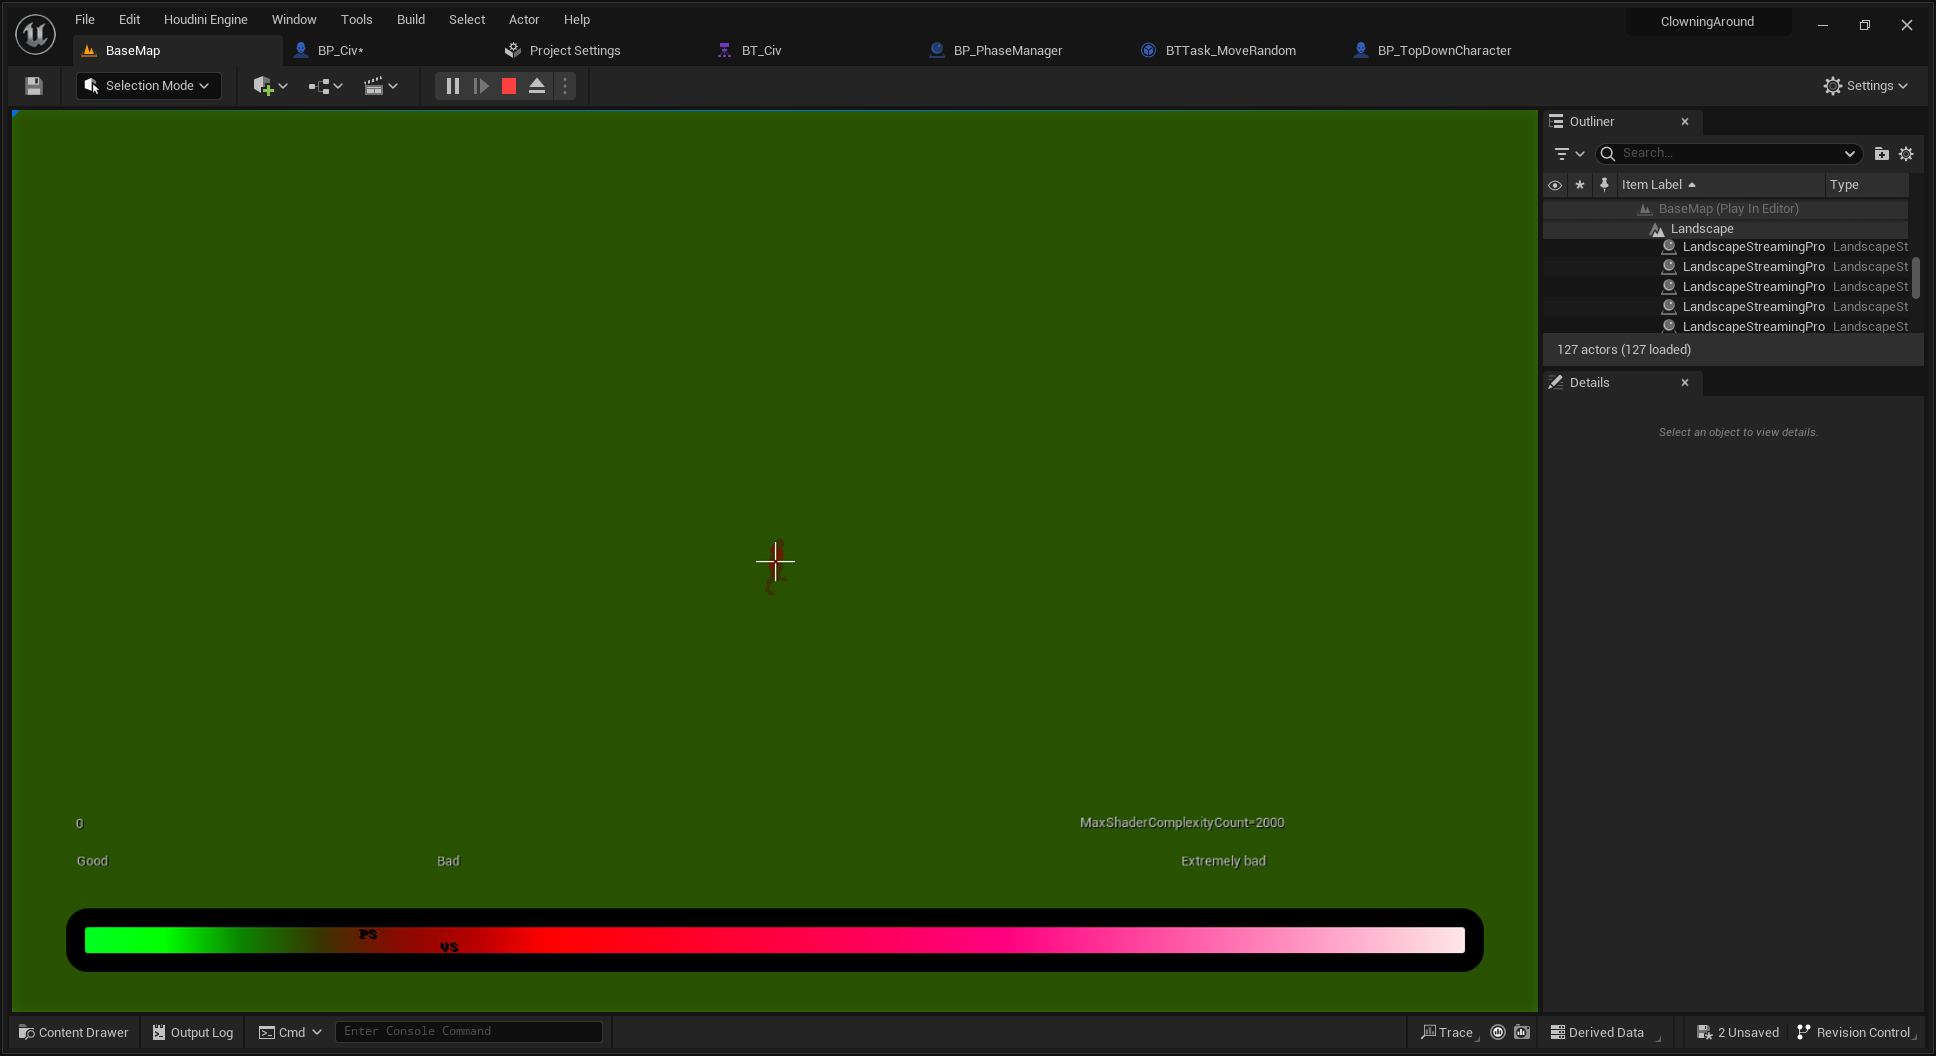 File Edit Houdini Engine Window Tools Build Select Actor Help ClowningAround
BaseMap BP_Civ* Project Settings BT_Civ BP_PhaseManager BTTask_MoveRandom BP_TopDownCharacter
Selection Mode Settings
Outliner
Search...
Item Label Type
BaseMap (Play In Editor)
Landscape
LandscapeStreamingPro LandscapeSt
LandscapeStreamingPro LandscapeSt
LandscapeStreamingPro LandscapeSt
LandscapeStreamingPro LandscapeSt
LandscapeStreamingPro LandscapeSt
127 actors (127 loaded)
Details
Select an object to view details.
0 MaxShaderComplexityCount=2000
Good Bad Extremely bad
PS
VS
Content Drawer Output Log Cmd Enter Console Command Trace Derived Data 2 Unsaved Revision Control